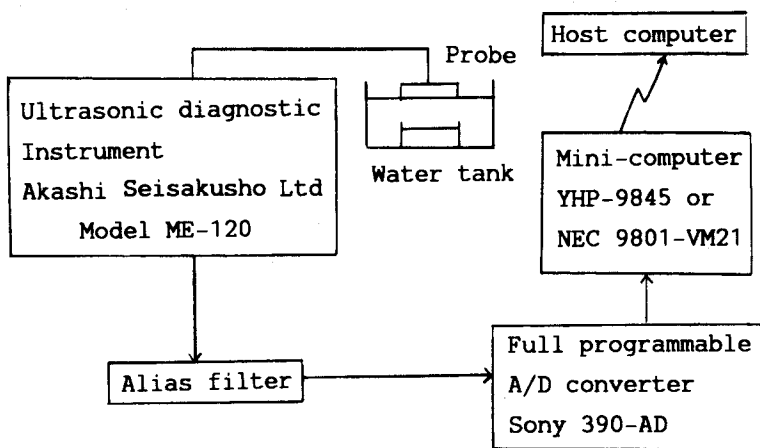 Host computer
Probe
Ultrasonic diagnostic
Instrument
Akashi Seisakusho Ltd
Model ME-120
Water tank
Mini-computer
YHP-9845 or
NEC 9801-VM21
Alias filter
Full programmable
A/D converter
Sony 390-AD